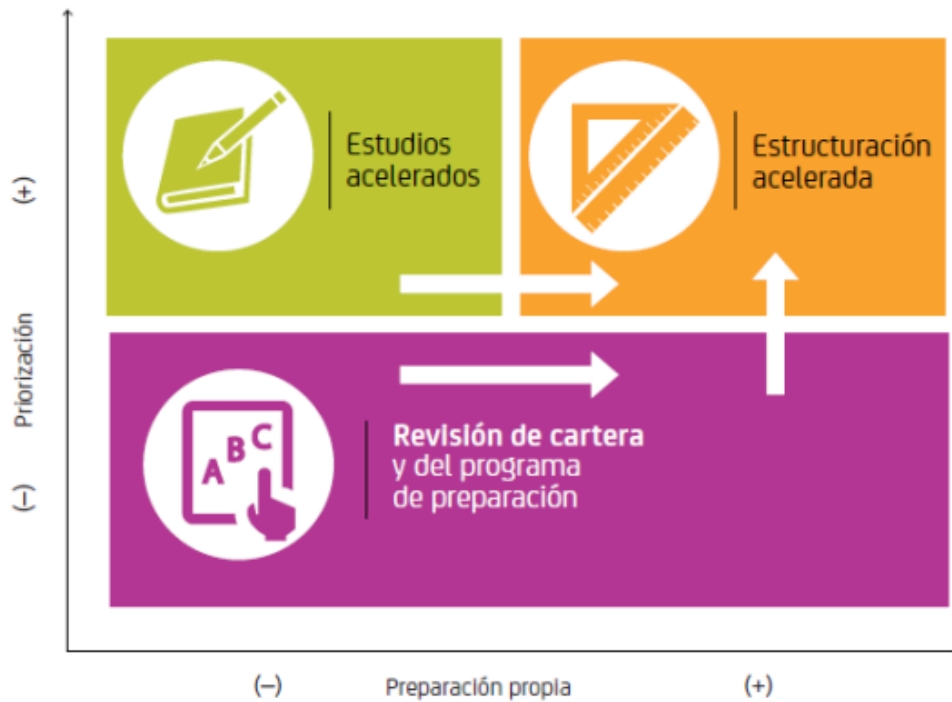 Estudios
acelerados
Estructuración
acelerada
(+)
Priorización
(–)
A B C
Revisión de cartera
y del programa
de preparación
(–) Preparación propia (+)